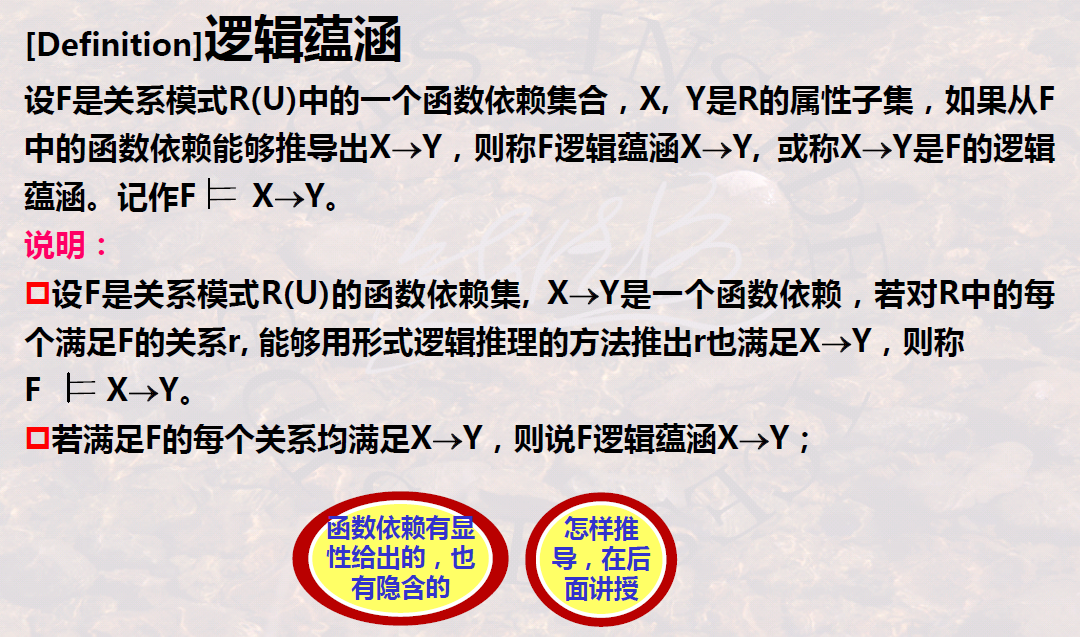 [Definition]逻辑蕴涵
设F是关系模式R(U)中的一个函数依赖集合，X, Y是R的属性子集，如果从F
中的函数依赖能够推导出X→Y，则称F逻辑蕴涵X→Y, 或称X→Y是F的逻辑
蕴涵。记作F ⊨ X→Y。
说明：
设F是关系模式R(U)的函数依赖集, X→Y是一个函数依赖，若对R中的每
个满足F的关系r, 能够用形式逻辑推理的方法推出r也满足X→Y，则称
F ⊨ X→Y。
若满足F的每个关系均满足X→Y，则说F逻辑蕴涵X→Y；
函数依赖有显
性给出的，也
有隐含的
怎样推
导，在后
面讲授